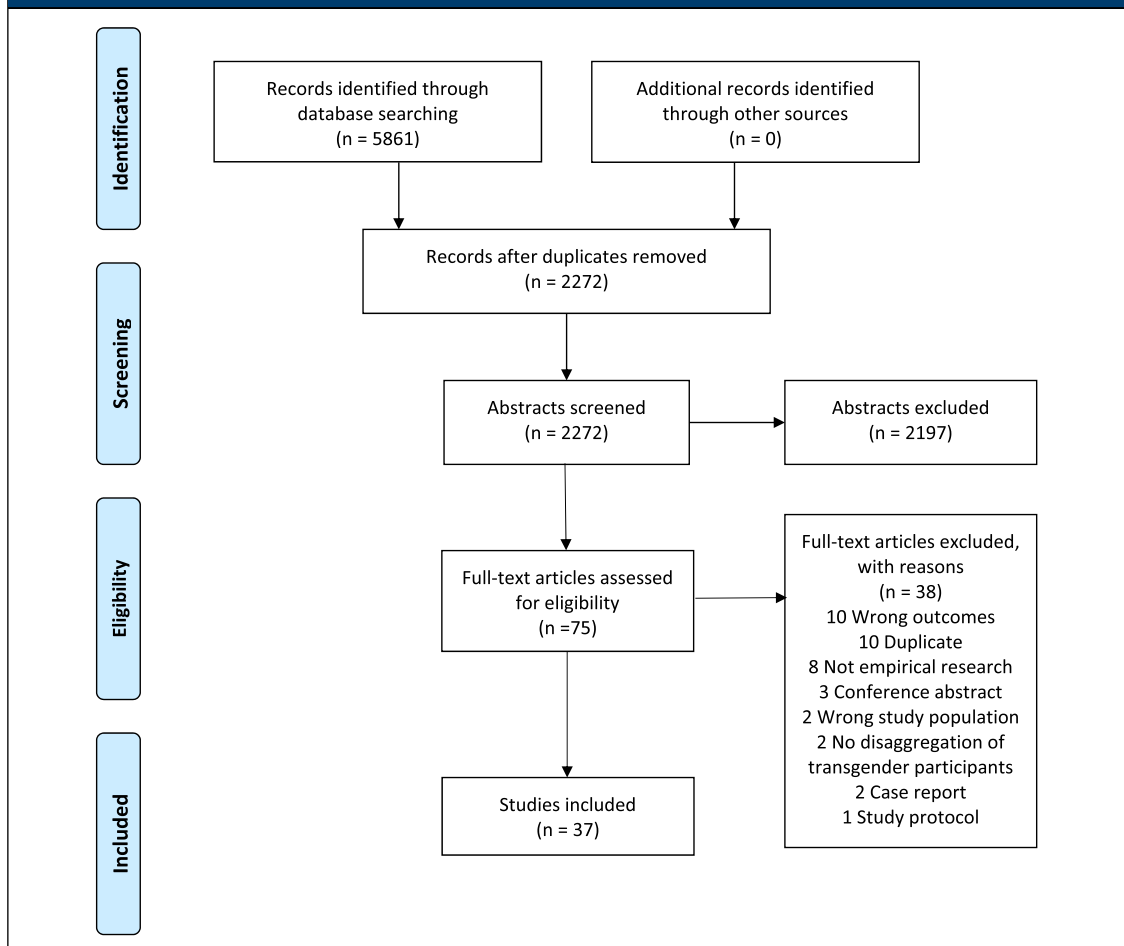 Identification
Records identified through
database searching
(n = 5861)
Additional records identified
through other sources
(n = 0)
Records after duplicates removed
(n = 2272)
Screening
Abstracts screened
(n = 2272)
Abstracts excluded
(n = 2197)
Eligibility
Full-text articles assessed
for eligibility
(n =75)
Full-text articles excluded,
with reasons
(n = 38)
10 Wrong outcomes
10 Duplicate
8 Not empirical research
3 Conference abstract
2 Wrong study population
2 No disaggregation of
transgender participants
2 Case report
1 Study protocol
Included
Studies included
(n = 37)